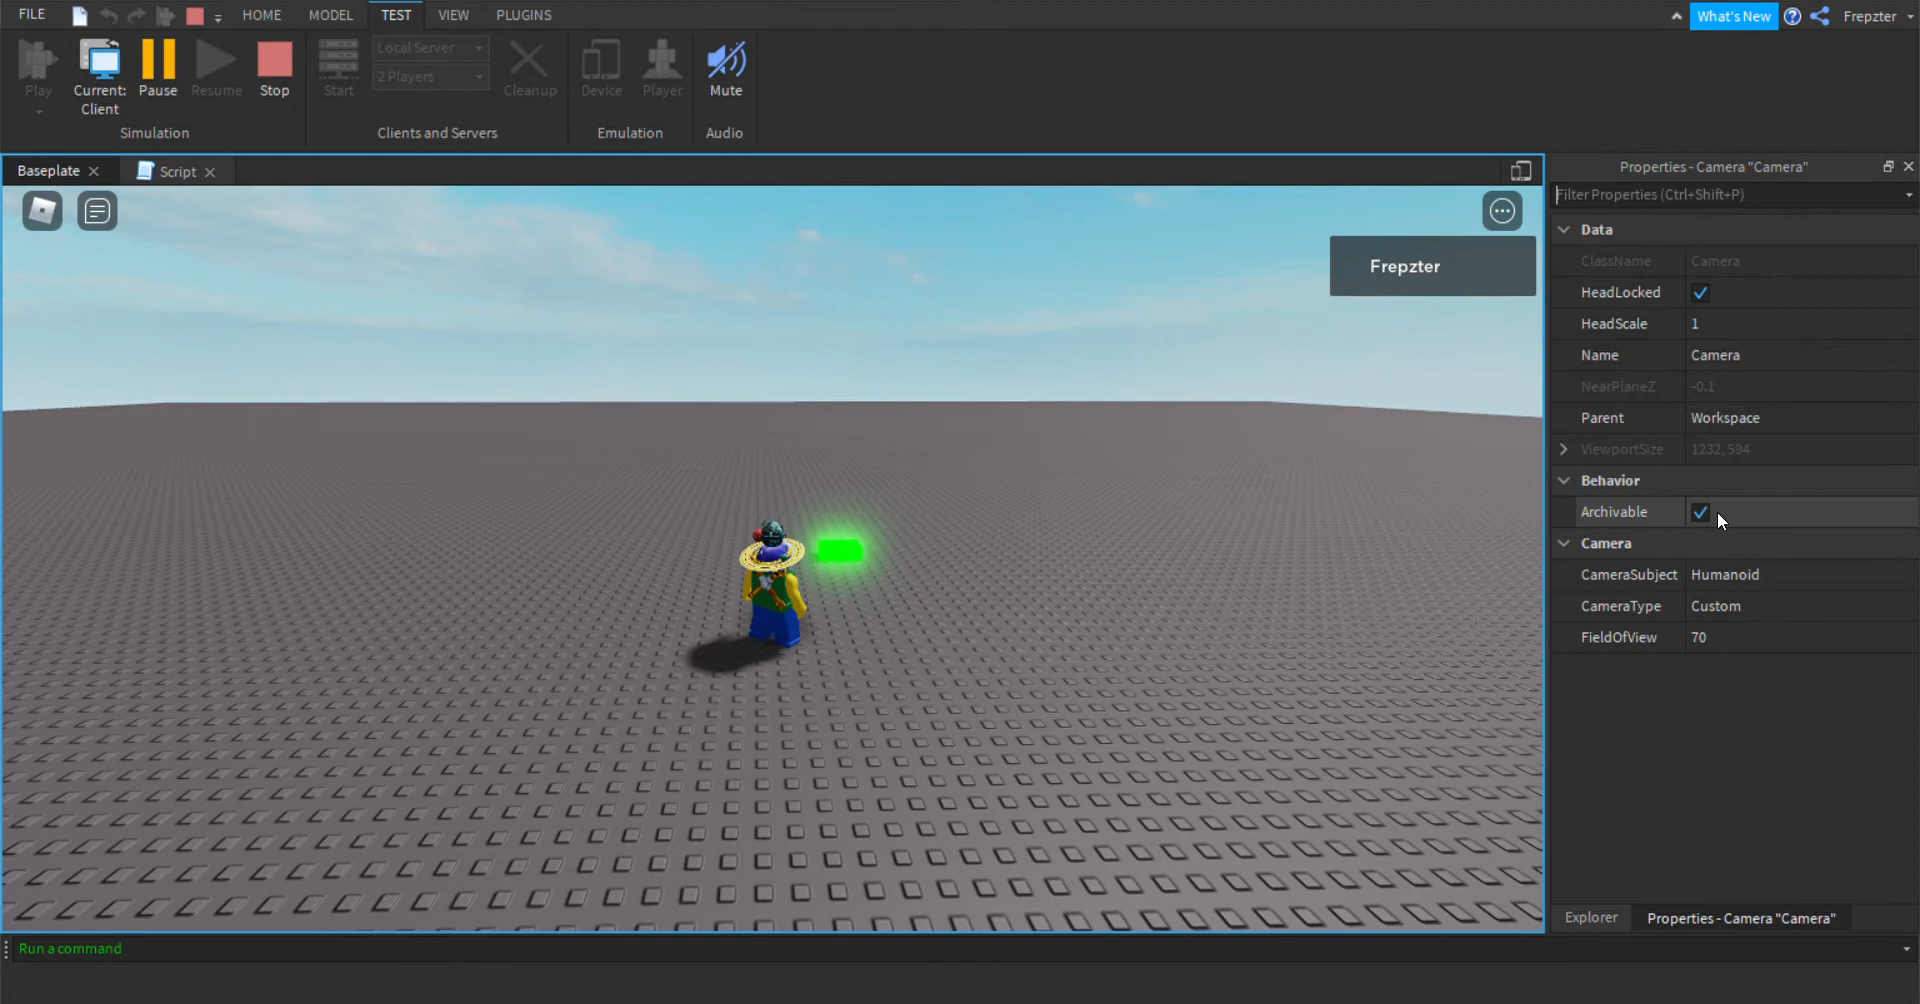 FILE
HOME
MODEL
TEST
VIEW
PLUGINS
What's New
Frepzter
Play
Current:
Client
Pause
Resume
Stop
Simulation
Start
Local Server
2 Players
Cleanup
Clients and Servers
Device
Player
Emulation
Mute
Audio
Baseplate
Script
Frepzter
Properties - Camera "Camera"
Filter Properties (Ctrl+Shift+P)
Data
ClassName Camera
HeadLocked
HeadScale 1
Name Camera
NearPlaneZ -0.1
Parent Workspace
ViewportSize 1232, 594
Behavior
Archivable
Camera
CameraSubject Humanoid
CameraType Custom
FieldOfView 70
Explorer
Properties - Camera "Camera"
Run a command